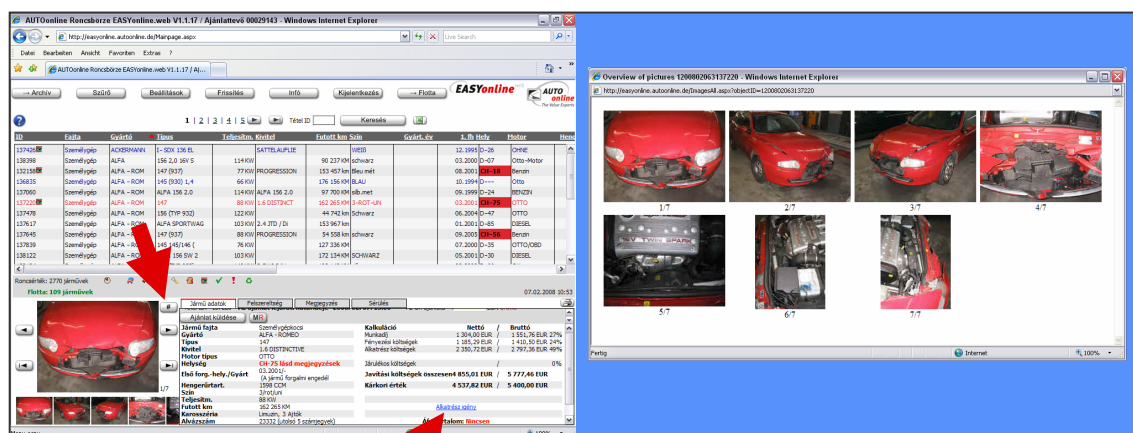 AUTOonline Roncsbörze EASYonline.web V1.1.17 / Ajánlattevő 00029143 - Windows Internet Explorer
http://easyonline.autoonline.de/Mainpage.aspx
Live Search
Datei Bearbeiten Ansicht Favoriten Extras ?
AUTOonline Roncsbörze EASYonline.web V1.1.17 / Aj...
→ Archív Szűrő Beállítások Frissítés Infó Kijelentkezés → Flotta EASYonline AUTO online
The Value Experts
1 | 2 | 3 | 4 | 5 Tétel ID Keresés
ID Fajta Gyártó Típus Teljesítm. Kivitel Futott km Szín Gyárt. év 1. fh Hely Motor Heng
137426 Személygép ACKERMANN I- SDX 136 EL SATTELAUFLIE WEIß 12.1995 D-26 OHNE
138398 Személygép ALFA 156 2,0 16V S 114 KW 90 237 KM schwarz 03.2000 D-07 Otto-Motor
132158 Személygép ALFA - ROM 147 (937) 77 KW PROGRESSION 153 457 km Bleu mét 08.2001 CH-18 Benzin
136835 Személygép ALFA - ROM 145 (930) 1,4 66 KW 176 156 KM BLAU 10.1994 D--- Otto
137060 Személygép ALFA - ROM ALFA 156 2.0 114 KW ALFA 156 2.0 97 700 KM silb.met 09.1999 D-24 BENZIN
137220 Személygép ALFA - ROM 147 88 KW 1.6 DISTINCT 162 265 KM 3-ROT-UN 03.2001 CH-75 OTTO
137478 Személygép ALFA - ROM 156 (TYP 932) 122 KW 44 742 km Schwarz 06.2004 D-47 OTTO
137617 Személygép ALFA - ROM ALFA SPORTWAG 103 KW 2.4 JTD / Di 153 967 km 01.2001 D-85 DIESEL
137645 Személygép ALFA - ROM 147 (937) 88 KW PROGRESSION 54 558 km schwarz 09.2005 CH-56 Benzin
137839 Személygép ALFA - ROM 145 145/146 ( 76 KW 127 336 KM 07.2000 D-35 OTTO/OBD
138122 Személygép ALFA - 156 SW 2 103 KW 172 134 KM SCHWARZ 05.2001 D-30 DIESEL
Roncsérték: 2770 járművek
Flotta: 109 járművek 07.02.2008 10:53
# Jármű adatok Felszereltség Megjegyzés Sérülés
Ajánlat küldése MR
Jármű fajta Személygépkocsi Kalkuláció Nettó / Bruttó
Gyártó ALFA - ROMEO Munkadíj 1 304,00 EUR / 1 551,76 EUR 27%
Típus 147 Fényezési költségek 1 185,29 EUR / 1 410,50 EUR 24%
Kivitel 1.6 DISTINCTIVE Alkatrész költségek 2 350,72 EUR / 2 797,36 EUR 49%
Motor típus OTTO
Helység CH-75 lásd megjegyzések Járulékos költségek / 0%
Első forg.-hely./Gyárt 03.2001/- Javítási költségek összesen 4 855,01 EUR / 5 777,46 EUR
(A jármű forgalmi engedél
Hengerűrtart. 1598 CCM Kárkori érték 4 537,82 EUR / 5 400,00 EUR
Szín 3/rot/uni
Teljesítm. 88 KW
Futott km 162 265 KM Alkatrész igény
Karosszéria Limuzin, 3 Ajtók
Alvázszám 23332 (utolsó 5 számjegyek) talom: Nincsen
1/7
Overview of pictures 1200802063137220 - Windows Internet Explorer
http://easyonline.autoonline.de/ImagesAll.aspx?objectID=1200802063137220
1/7 2/7 3/7 4/7
16V TWIN SPARK
5/7 6/7 7/7
Fertig Internet 100%